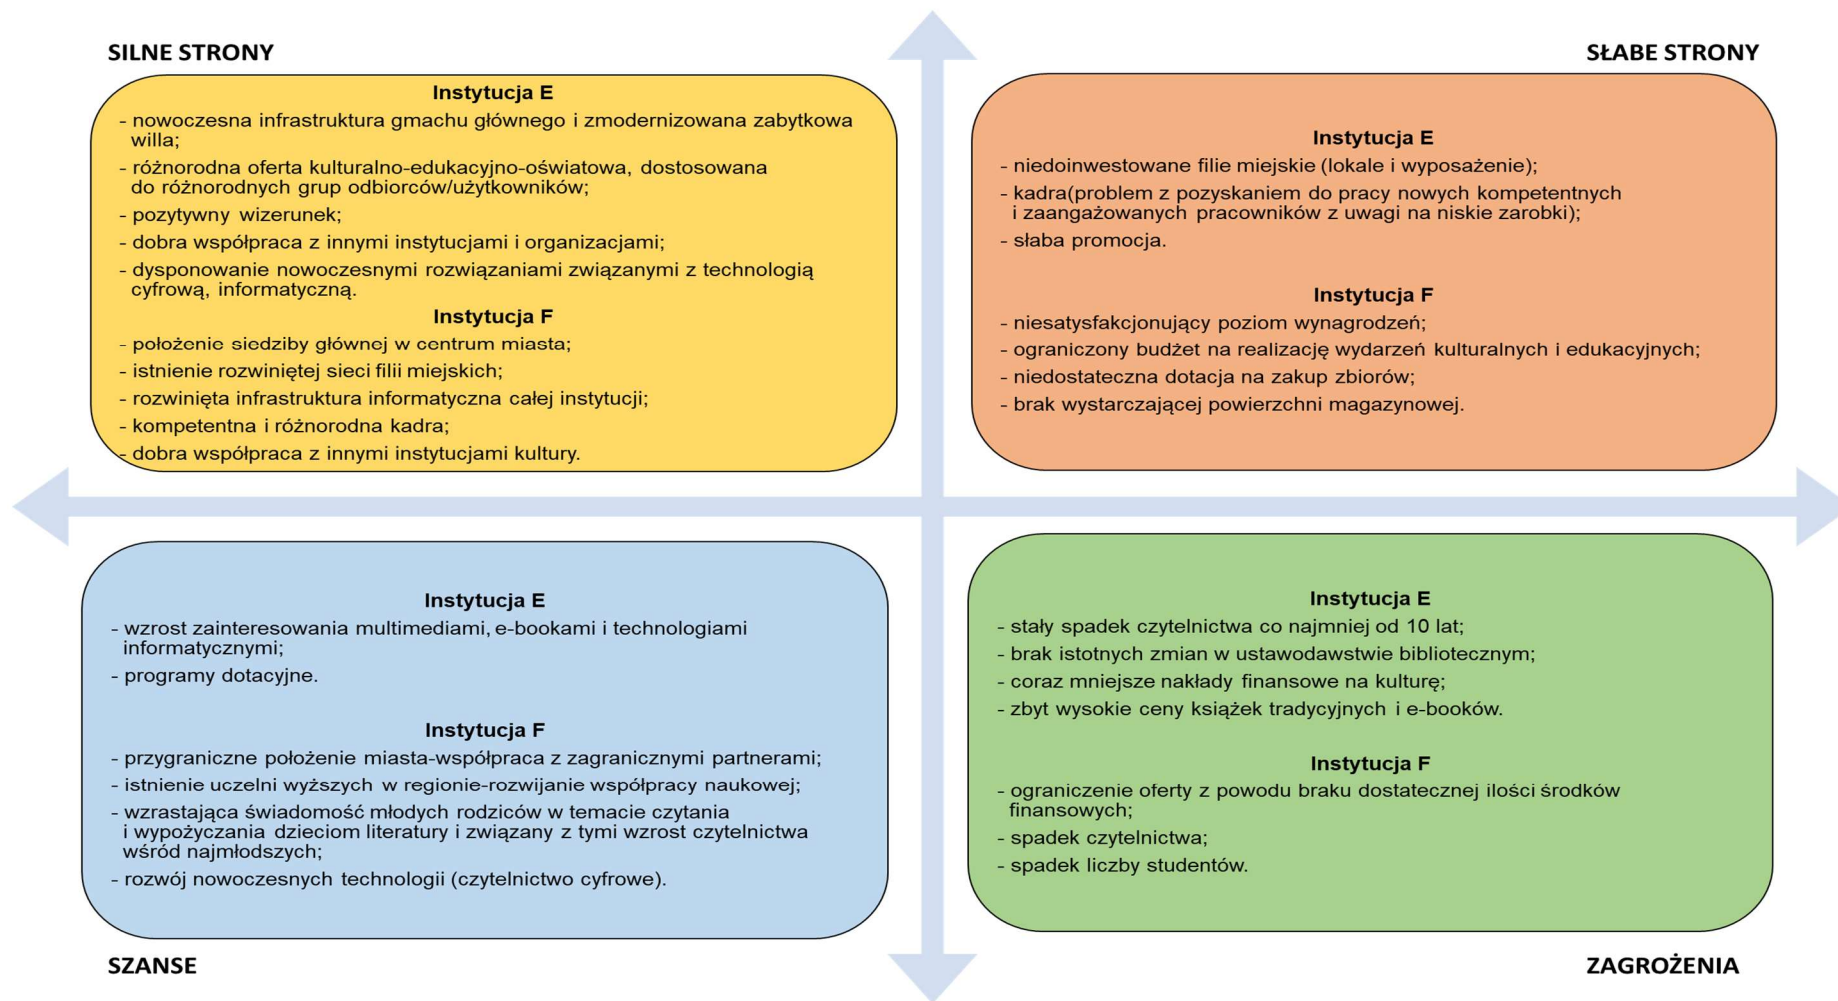 SILNE STRONY
Instytucja E
- nowoczesna infrastruktura gmachu głównego i zmodernizowana zabytkowa
willa;
- różnorodna oferta kulturalno-edukacyjno-oświatowa, dostosowana
do różnorodnych grup odbiorców/użytkowników;
- pozytywny wizerunek;
- dobra współpraca z innymi instytucjami i organizacjami;
- dysponowanie nowoczesnymi rozwiązaniami związanymi z technologią
cyfrową, informatyczną.
Instytucja F
- położenie siedziby głównej w centrum miasta;
- istnienie rozwiniętej sieci filii miejskich;
- rozwinięta infrastruktura informatyczna całej instytucji;
- kompetentna i różnorodna kadra;
- dobra współpraca z innymi instytucjami kultury.
SŁABE STRONY
Instytucja E
- niedoinwestowane filie miejskie (lokale i wyposażenie);
- kadra(problem z pozyskaniem do pracy nowych kompetentnych
i zaangażowanych pracowników z uwagi na niskie zarobki);
- słaba promocja.
Instytucja F
- niesatysfakcjonujący poziom wynagrodzeń;
- ograniczony budżet na realizację wydarzeń kulturalnych i edukacyjnych;
- niedostateczna dotacja na zakup zbiorów;
- brak wystarczającej powierzchni magazynowej.
Instytucja E
- wzrost zainteresowania multimediami, e-bookami i technologiami
informatycznymi;
- programy dotacyjne.
Instytucja F
- przygraniczne położenie miasta-współpraca z zagranicznymi partnerami;
- istnienie uczelni wyższych w regionie-rozwijanie współpracy naukowej;
- wzrastająca świadomość młodych rodziców w temacie czytania
i wypożyczania dzieciom literatury i związany z tymi wzrost czytelnictwa
wśród najmłodszych;
- rozwój nowoczesnych technologii (czytelnictwo cyfrowe).
SZANSE
Instytucja E
- stały spadek czytelnictwa co najmniej od 10 lat;
- brak istotnych zmian w ustawodawstwie bibliotecznym;
- coraz mniejsze nakłady finansowe na kulturę;
- zbyt wysokie ceny książek tradycyjnych i e-booków.
Instytucja F
- ograniczenie oferty z powodu braku dostatecznej ilości środków
finansowych;
- spadek czytelnictwa;
- spadek liczby studentów.
ZAGROŻENIA